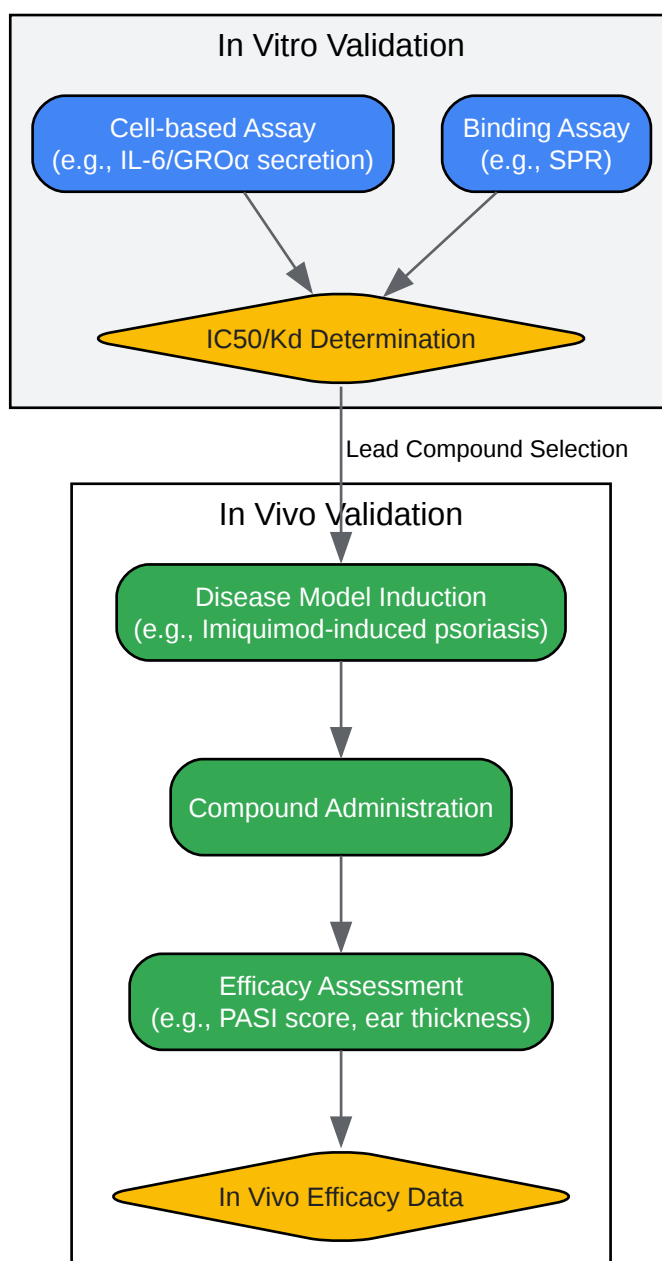 In Vitro Validation
Cell-based Assay
(e.g., IL-6/GROα secretion)
Binding Assay
(e.g., SPR)
IC50/Kd Determination
Lead Compound Selection
In Vivo Validation
Disease Model Induction
(e.g., Imiquimod-induced psoriasis)
Compound Administration
Efficacy Assessment
(e.g., PASI score, ear thickness)
In Vivo Efficacy Data